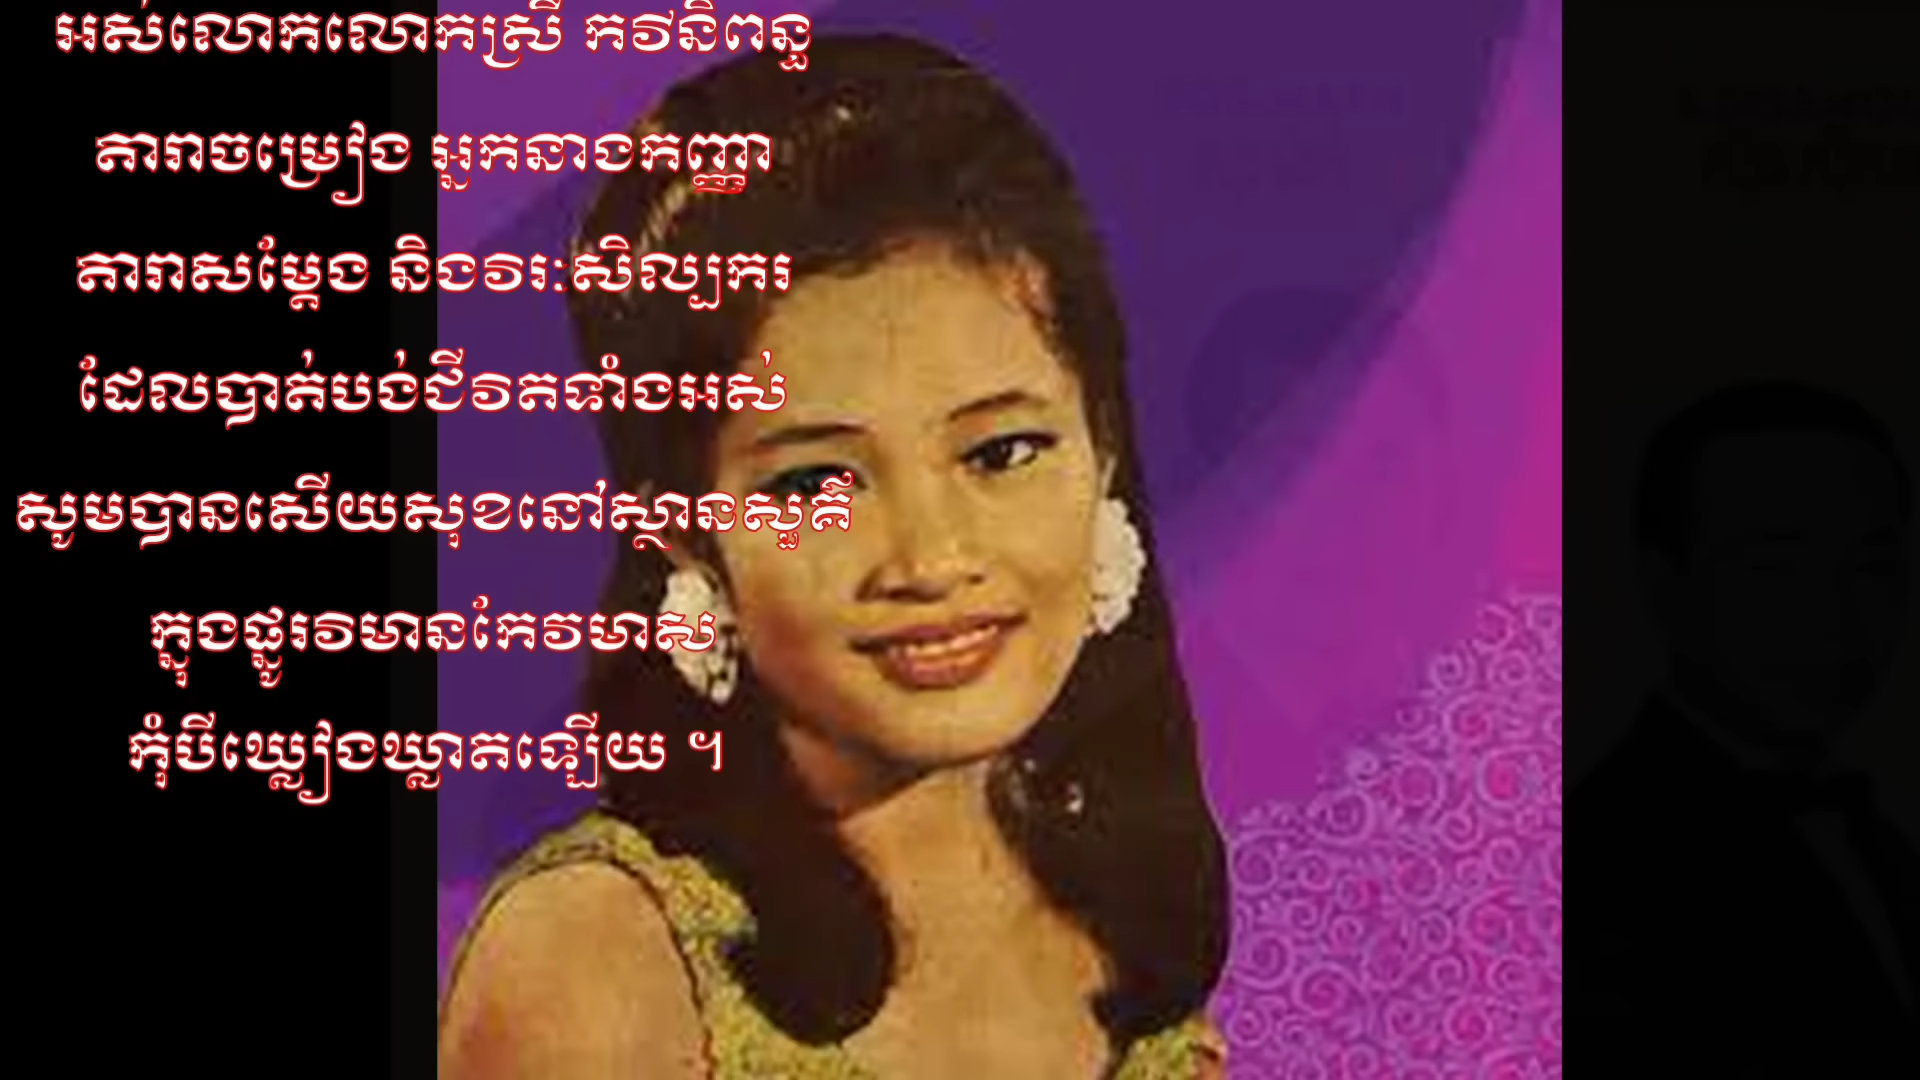 អស់លោកលោកស្រី កវីនិពន្ធ
តារាចម្រៀង អ្នកនាងកញ្ញា
តារាសម្ដែង និងវិរៈសិល្បករ
ដែលបាត់បង់ជីវិតទាំងអស់
សូមបានសើយសុខនៅស្ថានសួគ៌
ក្នុងផ្នូរវិមានកែវមាស
កុំបីឃ្លៀងឃ្លាតឡើយ ។